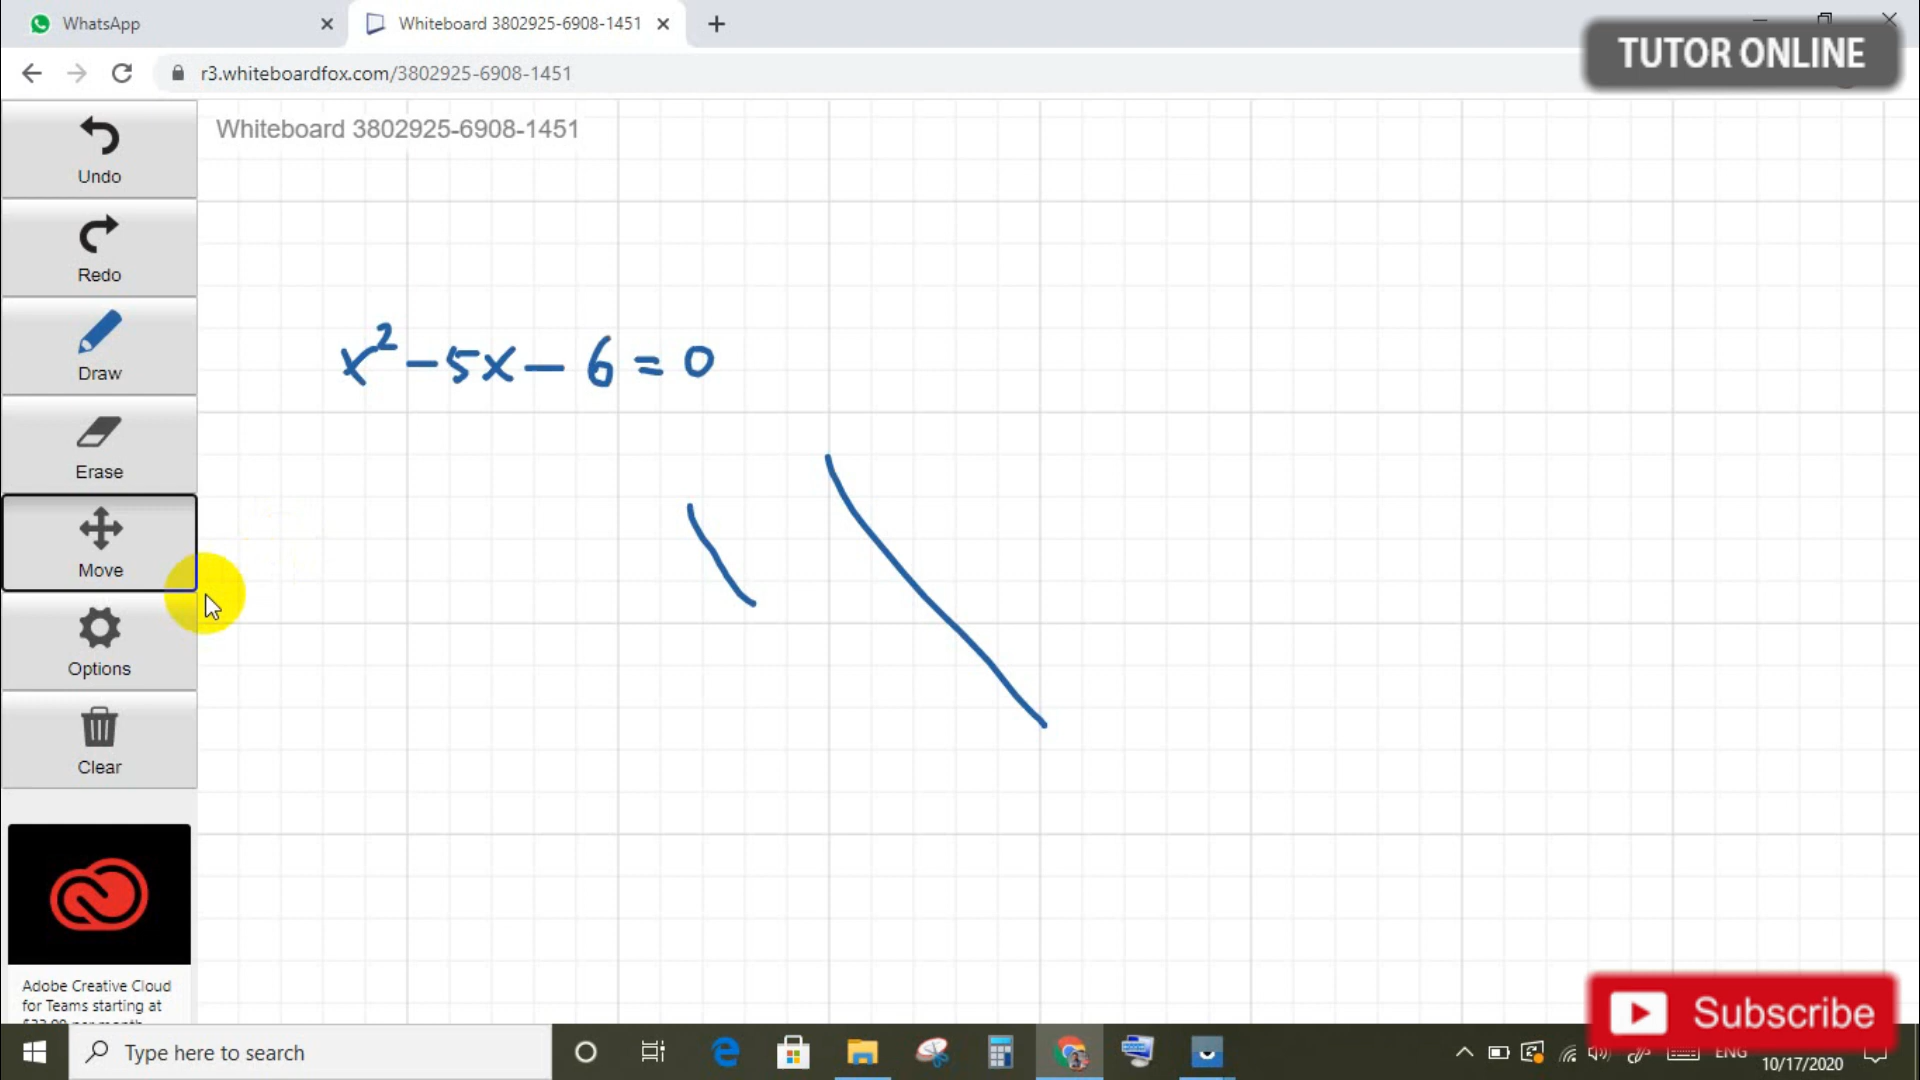 WhatsApp
Whiteboard 3802925-6908-1451
TUTOR ONLINE
r3.whiteboardfox.com/3802925-6908-1451
Whiteboard 3802925-6908-1451
Undo
Redo
x² - 5x - 6 = 0
Draw
Erase
Move
Options
Clear
Adobe Creative Cloud
for Teams starting at
Subscribe
Type here to search
ENG
10/17/2020